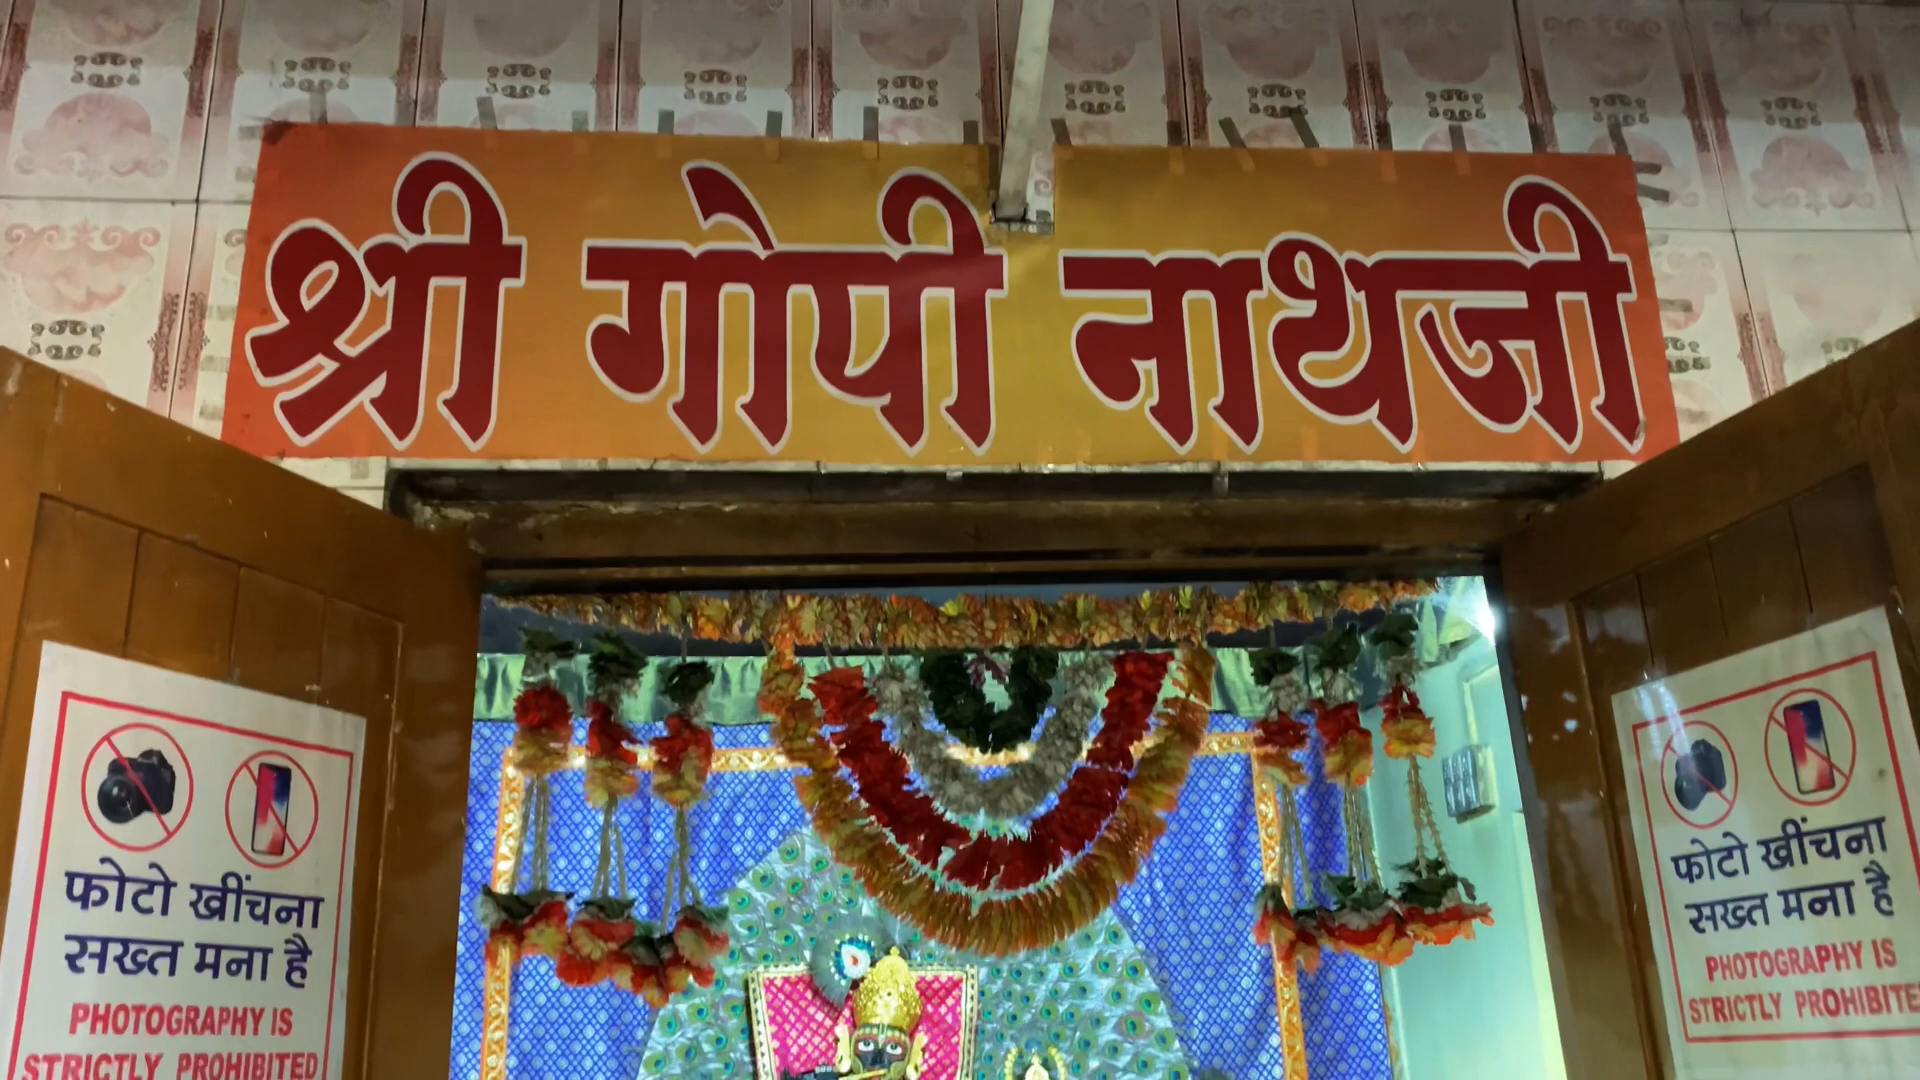 श्री गोपी नाथजी
फोटो खींचना
सख्त मना है
PHOTOGRAPHY IS
STRICTLY PROHIBITED
फोटो खींचना
सख्त मना है
PHOTOGRAPHY IS
STRICTLY PROHIBITE